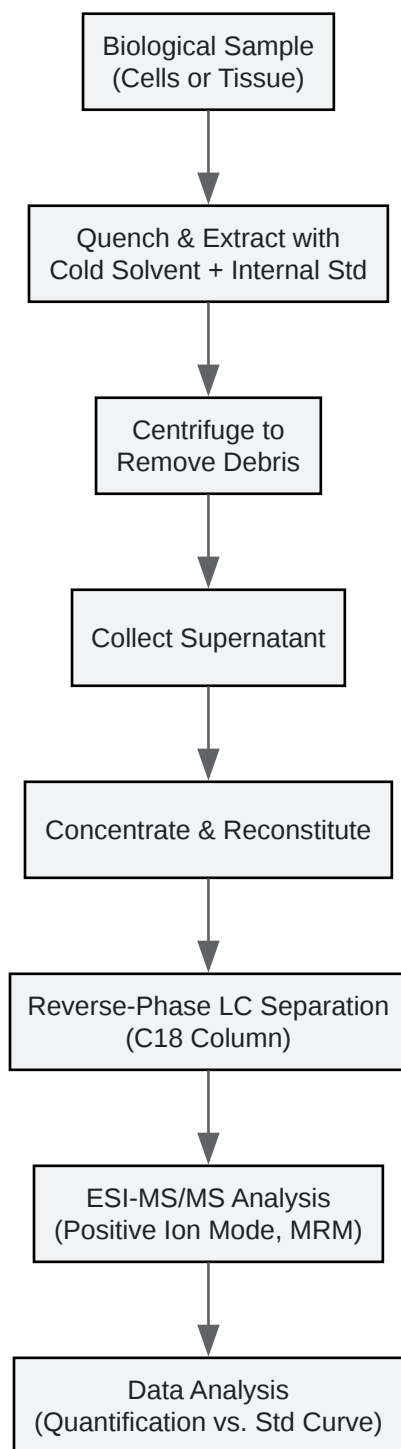 Biological Sample
(Cells or Tissue)
Quench & Extract with
Cold Solvent + Internal Std
Centrifuge to
Remove Debris
Collect Supernatant
Concentrate & Reconstitute
Reverse-Phase LC Separation
(C18 Column)
ESI-MS/MS Analysis
(Positive Ion Mode, MRM)
Data Analysis
(Quantification vs. Std Curve)